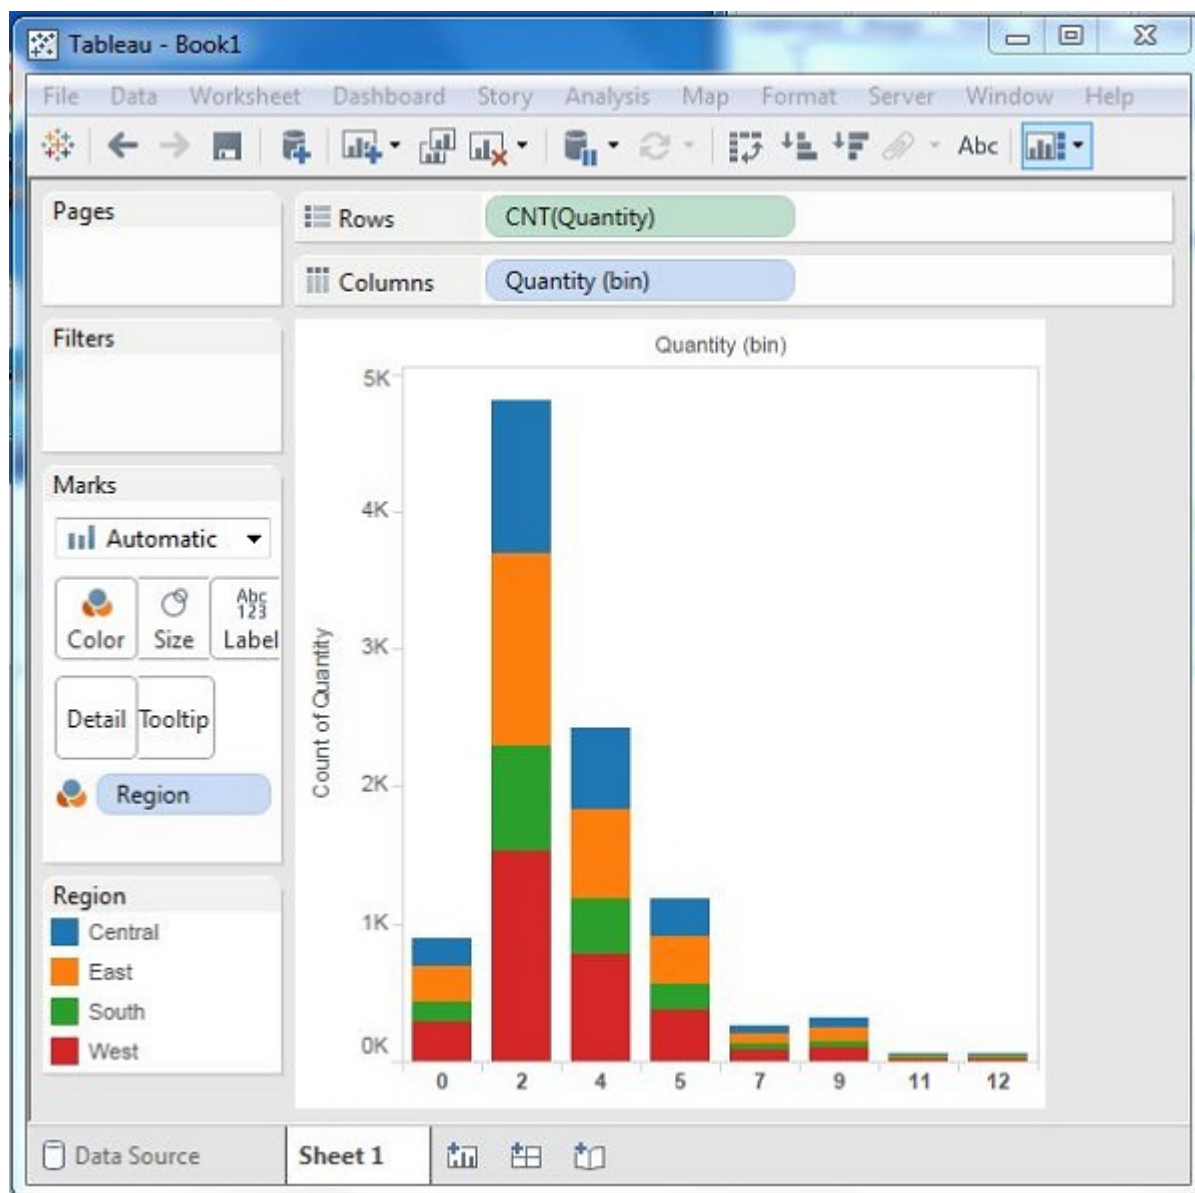 Tableau - Book1
File Data Worksheet Dashboard Story Analysis Map Format Server Window Help
Abc
Pages
Rows CNT(Quantity)
Columns Quantity (bin)
Filters
Marks
Automatic
Abc
123
Color Size Label
Detail Tooltip
Region
Region
Central
East
South
West
Quantity (bin)
5K
4K
3K
2K
1K
0K
Count of Quantity
0 2 4 5 7 9 11 12
Data Source Sheet 1